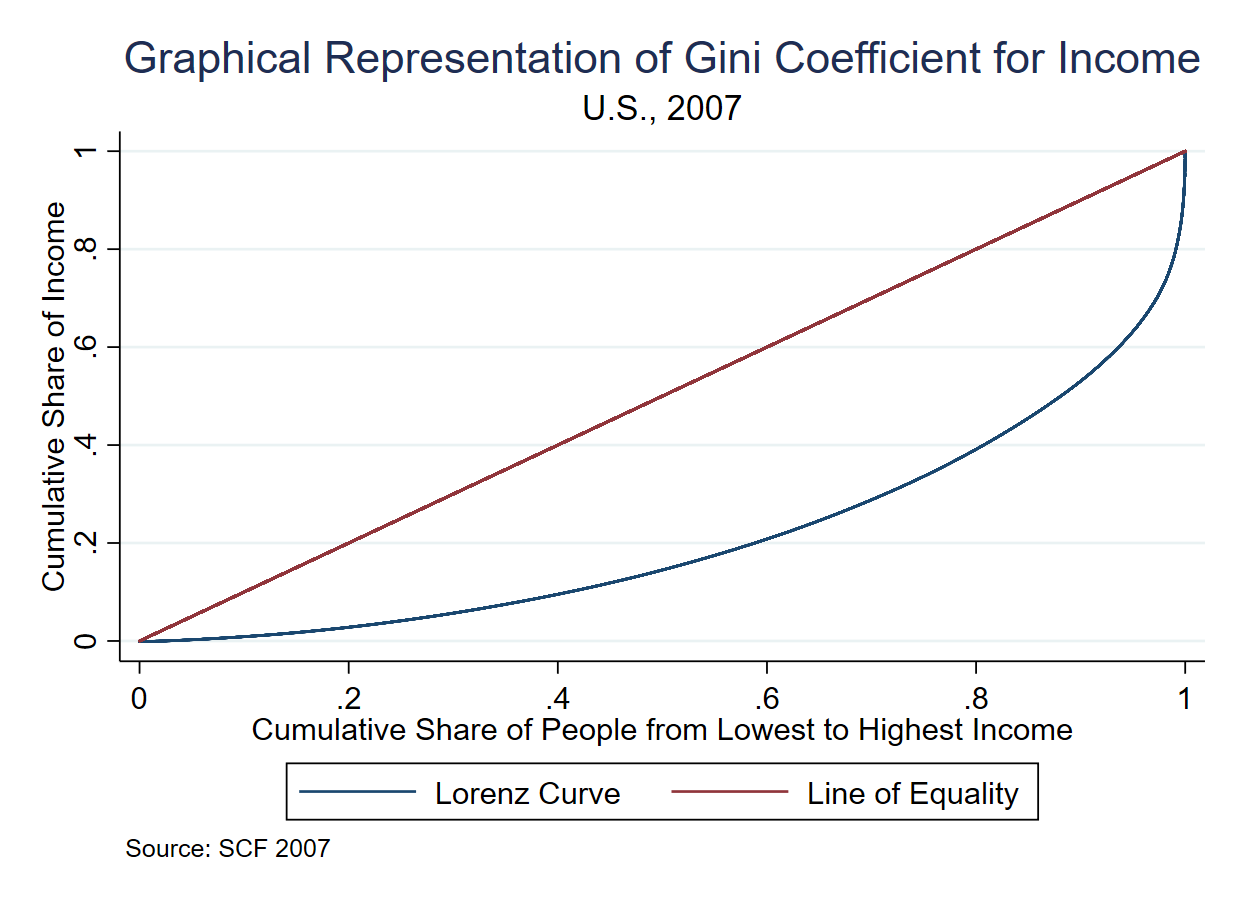 Graphical Representation of Gini Coefficient for Income
U.S., 2007
Cumulative Share of Income
1
.8
.6
.4
.2
0
0 .2 .4 .6 .8 1
Cumulative Share of People from Lowest to Highest Income
Lorenz Curve Line of Equality
Source: SCF 2007